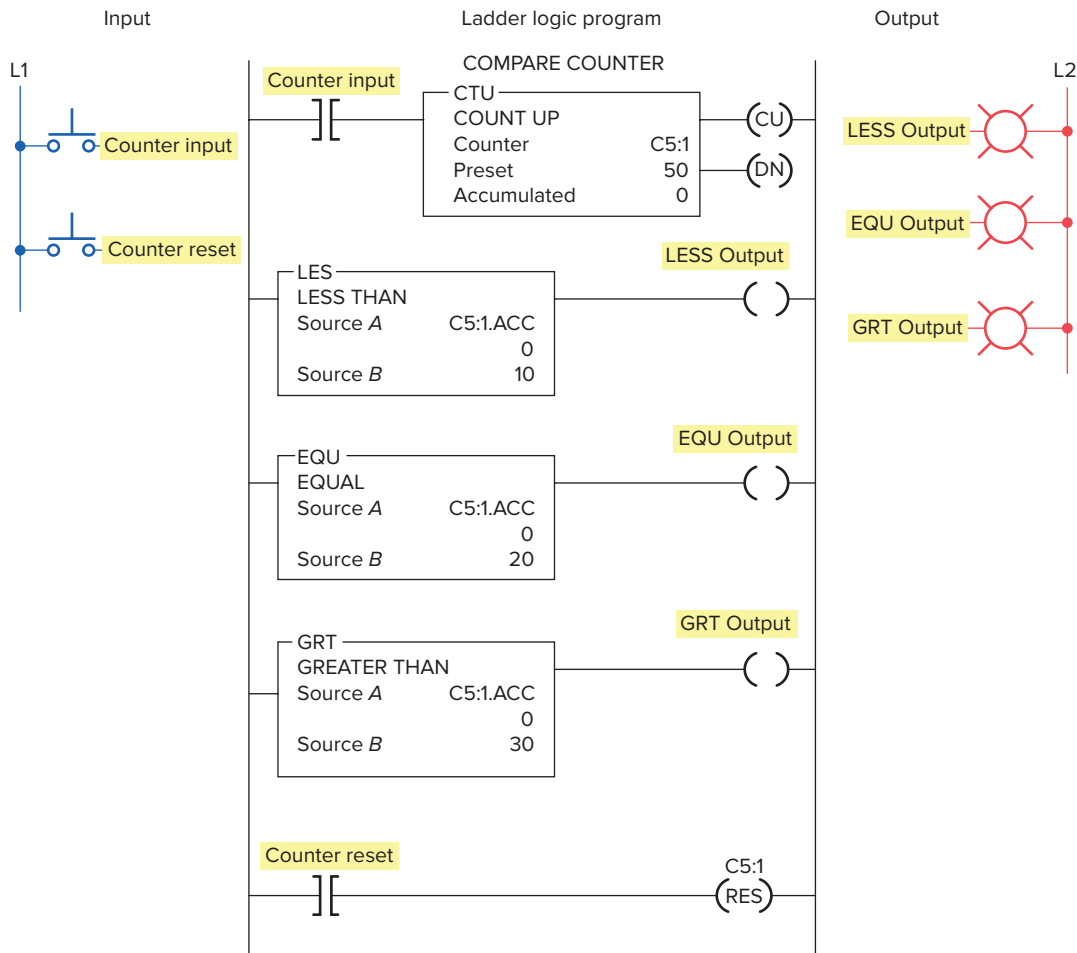 Input
Ladder logic program
Output
L1
L2
COMPARE COUNTER
Counter input
Counter reset
Counter input
CTU
COUNT UP
Counter C5:1
Preset 50
Accumulated 0
CU
DN
LES
LESS THAN
Source A C5:1.ACC
0
Source B 10
LESS Output
EQU
EQUAL
Source A C5:1.ACC
0
Source B 20
EQU Output
GRT
GREATER THAN
Source A C5:1.ACC
0
Source B 30
GRT Output
Counter reset
C5:1
RES
LESS Output
EQU Output
GRT Output